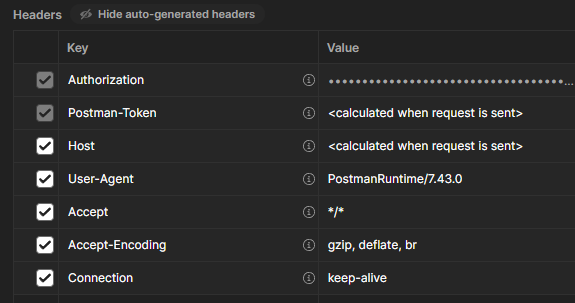 Headers Hide auto-generated headers
Key Value
Authorization ••••••••••••••••••••••••••••••••••...
Postman-Token <calculated when request is sent>
Host <calculated when request is sent>
User-Agent PostmanRuntime/7.43.0
Accept */*
Accept-Encoding gzip, deflate, br
Connection keep-alive